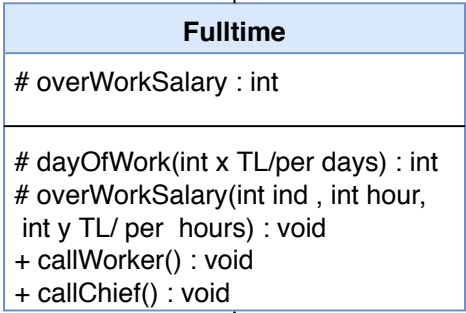 Fulltime
# overWorkSalary : int
# dayOfWork(int x TL/per days) : int
# overWorkSalary(int ind , int hour,
int y TL/ per hours) : void
+ callWorker() : void
+ callChief() : void